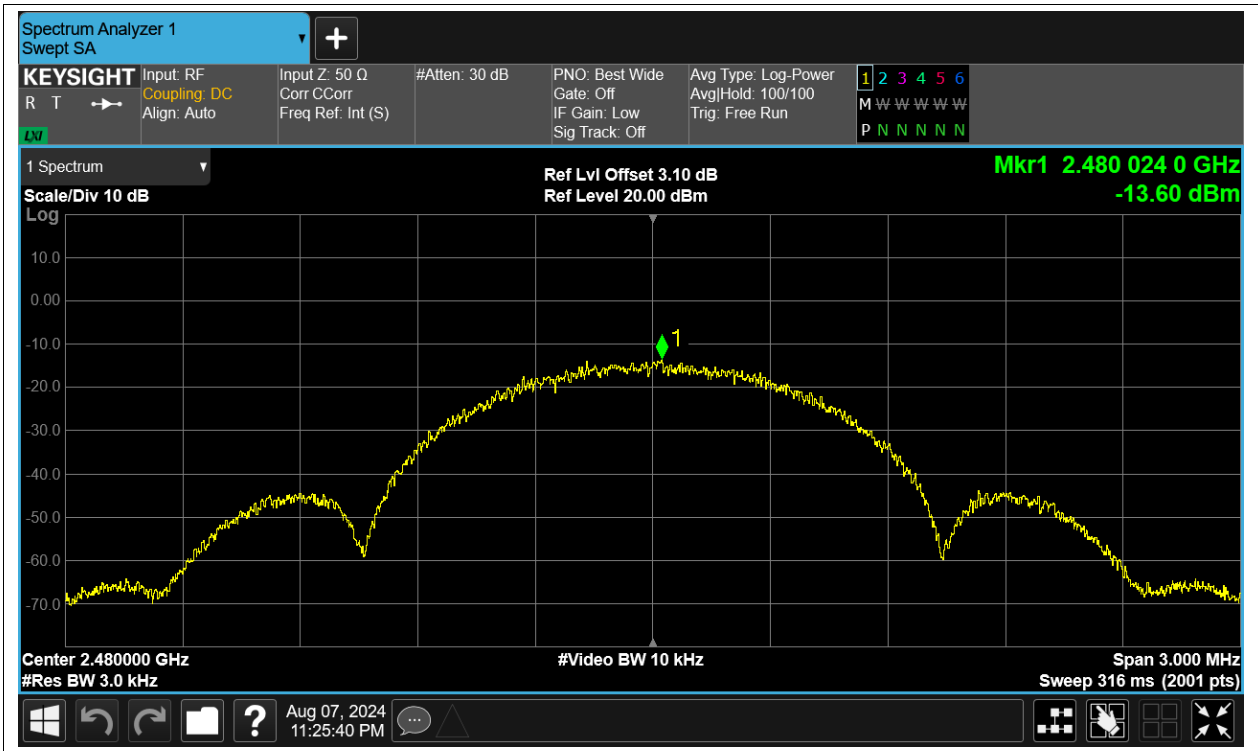 Spectrum Analyzer 1
Swept SA
+
KEYSIGHT
R T
LXI
Input: RF
Coupling: DC
Align: Auto
Input Z: 50 Ω
Corr CCorr
Freq Ref: Int (S)
#Atten: 30 dB
PNO: Best Wide
Gate: Off
IF Gain: Low
Sig Track: Off
Avg Type: Log-Power
Avg|Hold: 100/100
Trig: Free Run
1 2 3 4 5 6
M W W W W W
P N N N N N
1 Spectrum
Scale/Div 10 dB
Log
Ref Lvl Offset 3.10 dB
Ref Level 20.00 dBm
Mkr1 2.480 024 0 GHz
-13.60 dBm
10.0
0.00
-10.0
1
-20.0
-30.0
-40.0
-50.0
-60.0
-70.0
Center 2.480000 GHz
#Res BW 3.0 kHz
#Video BW 10 kHz
Span 3.000 MHz
Sweep 316 ms (2001 pts)
?
Aug 07, 2024
11:25:40 PM